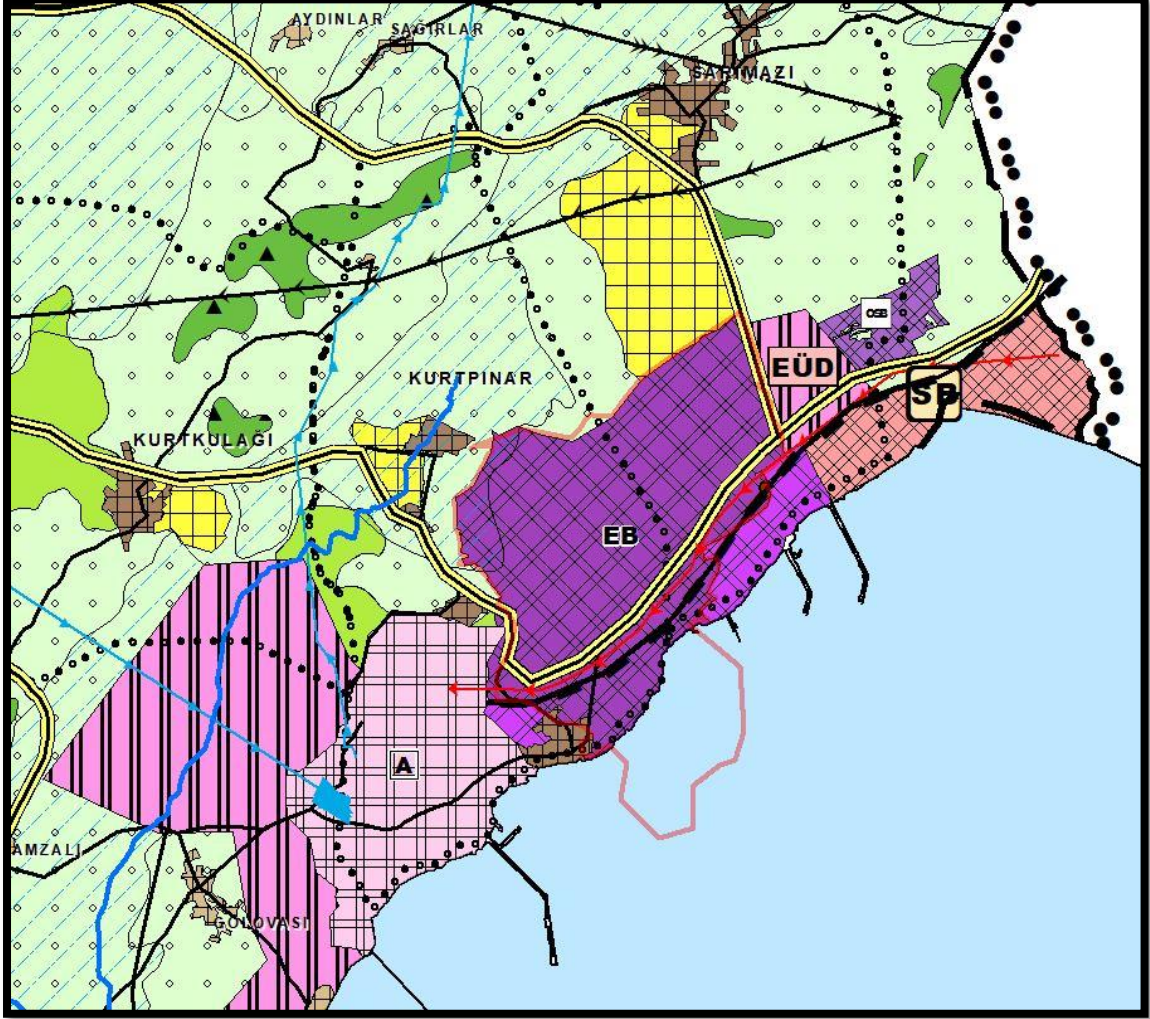 AYDINLAR
SAĞIRLAR
SARIMAZI
OSB
EÜD
KURTPINAR
SB
KURTKULAĞI
EB
A
AMZALI
GÖLOVASI